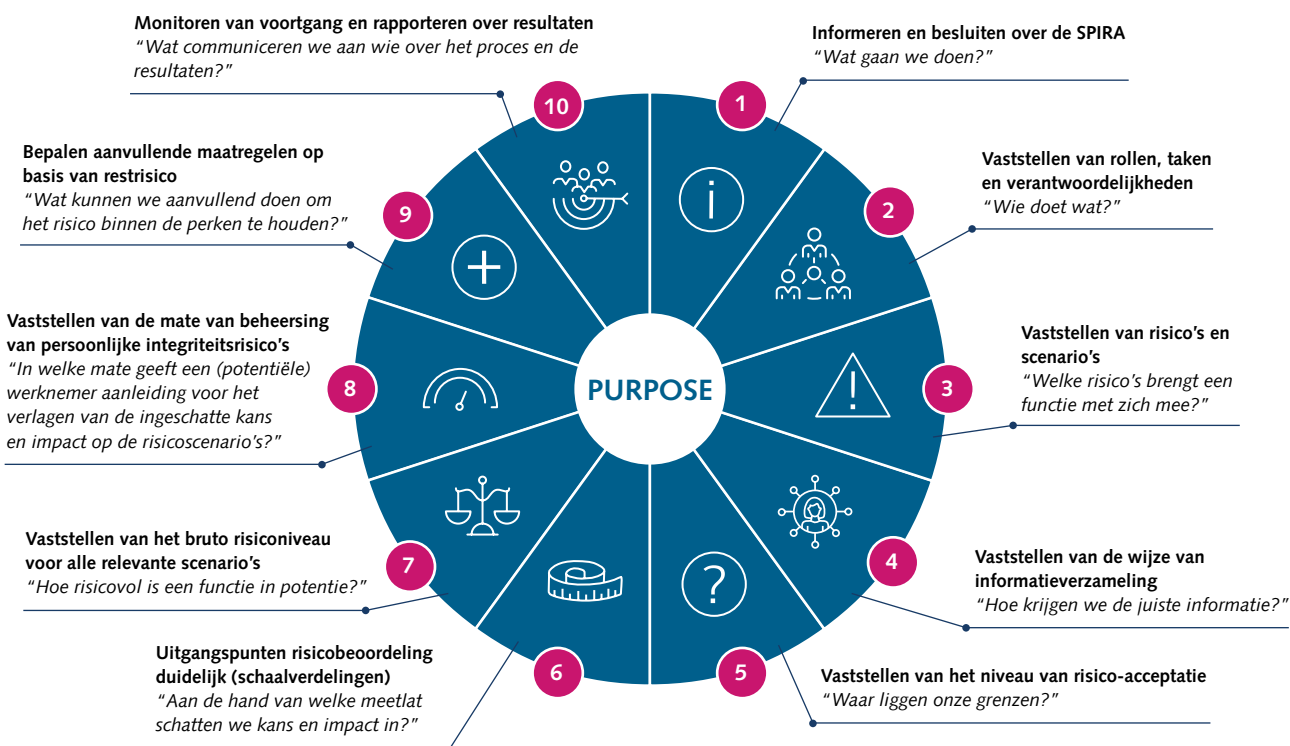 1
Informeren en besluiten over de SPIRA
“Wat gaan we doen?”
2
Vaststellen van rollen, taken
en verantwoordelijkheden
“Wie doet wat?”
3
Vaststellen van risico's en
scenario's
“Welke risico's brengt een
functie met zich mee?”
4
Vaststellen van de wijze van
informatieverzameling
“Hoe krijgen we de juiste informatie?”
5
Vaststellen van het niveau van risico-acceptatie
“Waar liggen onze grenzen?”
6
Uitgangspunten risicobeoordeling
duidelijk (schaalverdelingen)
“Aan de hand van welke meetlat
schatten we kans en impact in?”
7
Vaststellen van het bruto risiconiveau
voor alle relevante scenario's
“Hoe risicovol is een functie in potentie?”
8
Vaststellen van de mate van beheersing
van persoonlijke integriteitsrisico's
“In welke mate geeft een (potentiële)
werknemer aanleiding voor het
verlagen van de ingeschatte kans
en impact op de risicoscenario's?”
9
Bepalen aanvullende maatregelen op
basis van restrisico
“Wat kunnen we aanvullend doen om
het risico binnen de perken te houden?”
10
Monitoren van voortgang en rapporteren over resultaten
“Wat communiceren we aan wie over het proces en de
resultaten?”
PURPOSE
i
!
?